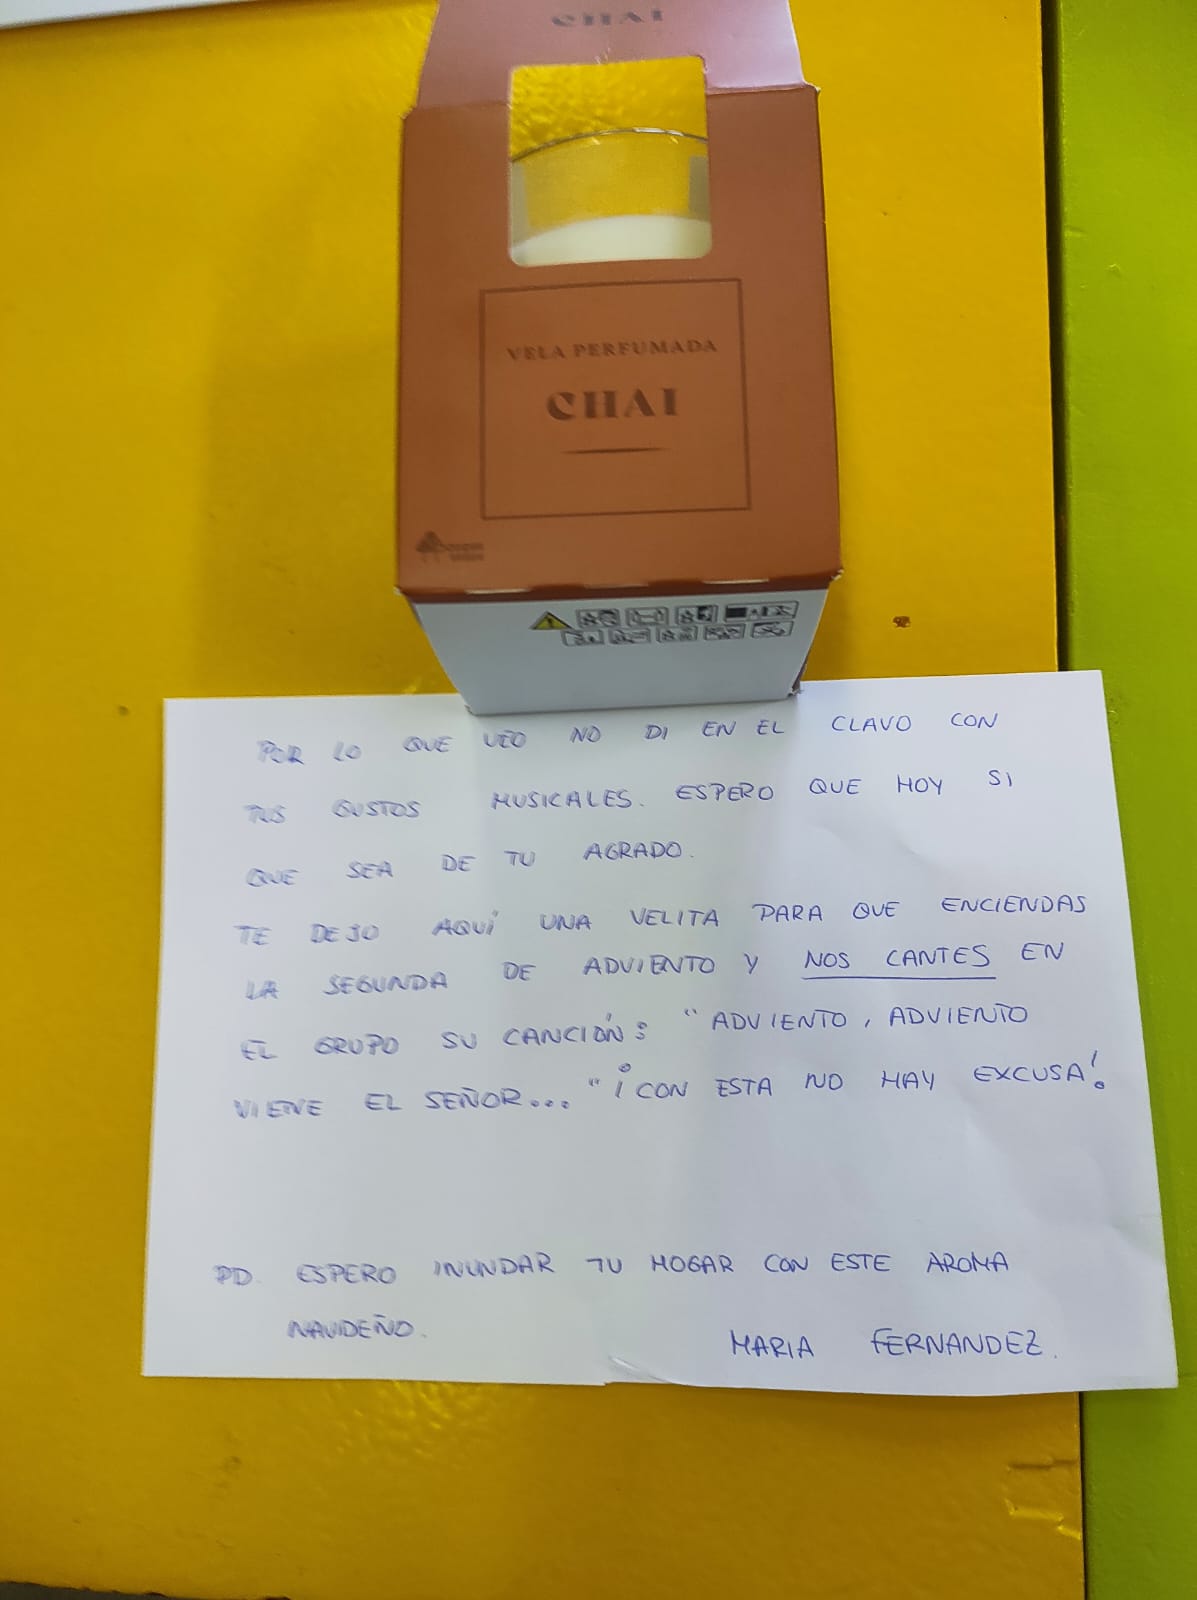 CHAI
VELA PERFUMADA
CHAI
POR LO QUE VEO NO DI EN EL CLAVO CON
TUS GUSTOS MUSICALES. ESPERO QUE HOY SI
QUE SEA DE TU AGRADO.
TE DEJO AQUÍ UNA VELITA PARA QUE ENCIENDAS
LA SEGUNDA DE ADVIENTO Y NOS CANTES EN
EL GRUPO SU CANCIÓN: "ADVIENTO, ADVIENTO
VIENE EL SEÑOR..." ¡CON ESTA NO HAY EXCUSA!
PD. ESPERO INUNDAR TU HOGAR CON ESTE AROMA
NAVIDEÑO.
MARIA FERNANDEZ.